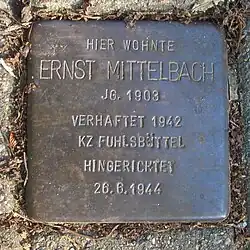 HIER WOHNTE
ERNST MITTELBACH
JG. 1903
VERHAFTET 1942
KZ FUHLSBÜTTEL
HINGERICHTET
26.6.1944